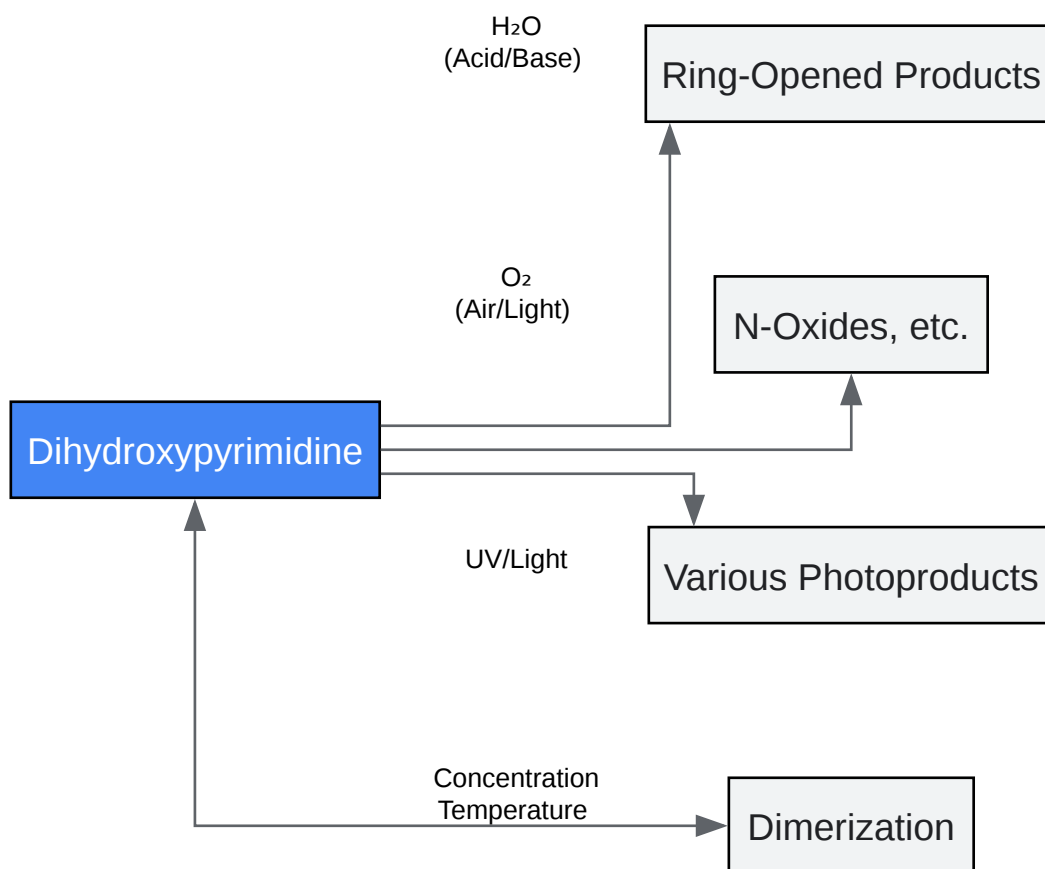 H₂O
(Acid/Base)
Ring-Opened Products
O₂
(Air/Light)
N-Oxides, etc.
Dihydroxypyrimidine
UV/Light
Various Photoproducts
Concentration
Temperature
Dimerization